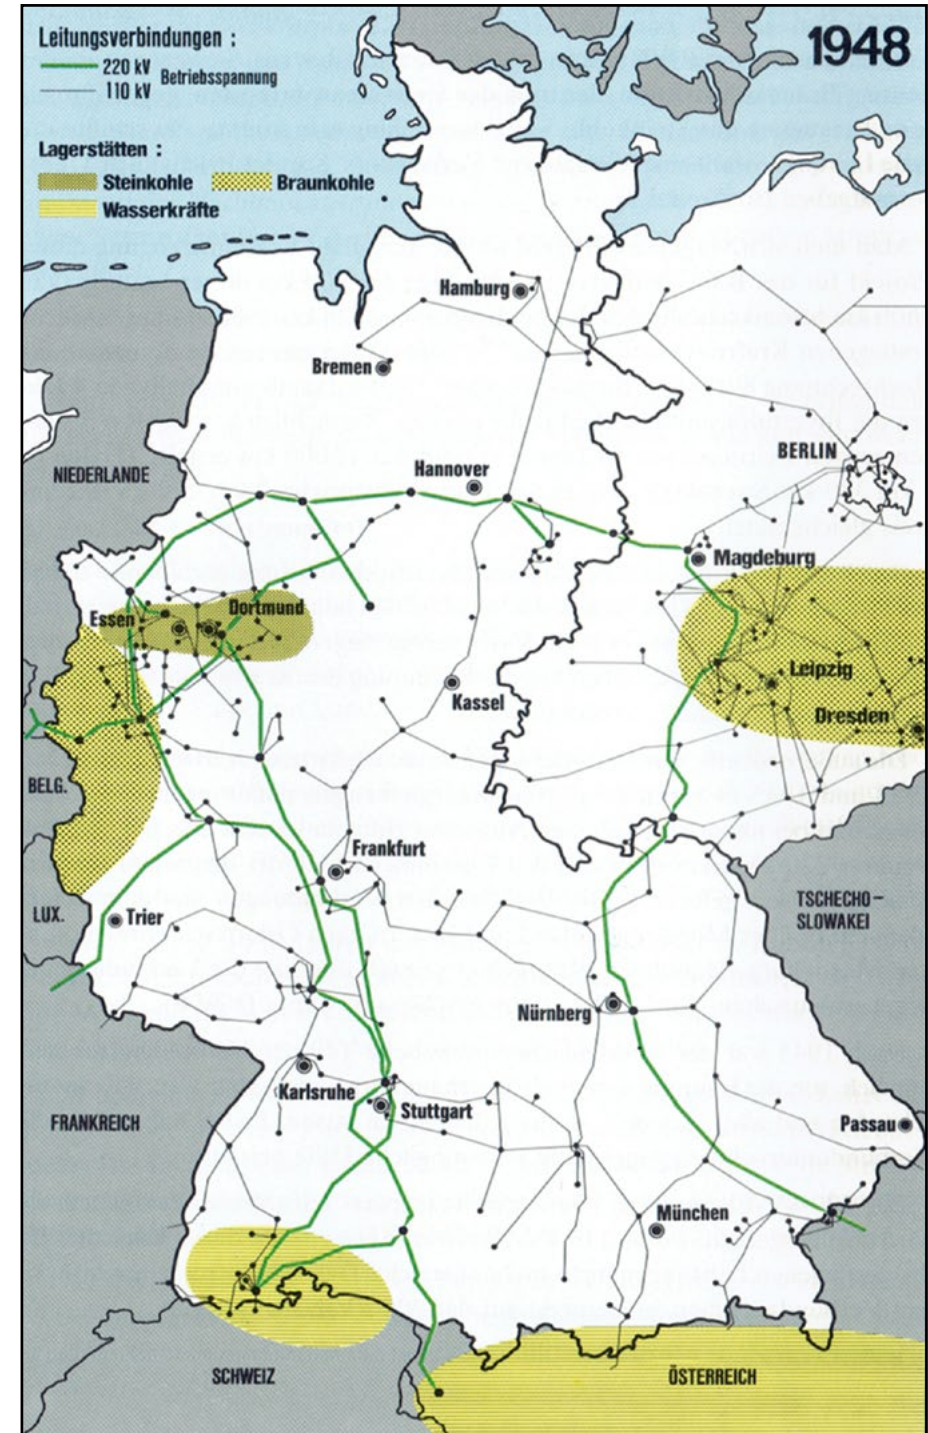 Leitungsverbindungen :
220 kV
110 kV
Betriebsspannung
1948
Lagerstätten :
Steinkohle
Braunkohle
Wasserkräfte
Hamburg
Bremen
NIEDERLANDE
Hannover
BERLIN
Magdeburg
Essen
Dortmund
Leipzig
Kassel
Dresden
BELG.
Frankfurt
LUX.
Trier
TSCHECHO-
SLOWAKEI
Nürnberg
Karlsruhe
Stuttgart
FRANKREICH
Passau
München
SCHWEIZ
ÖSTERREICH